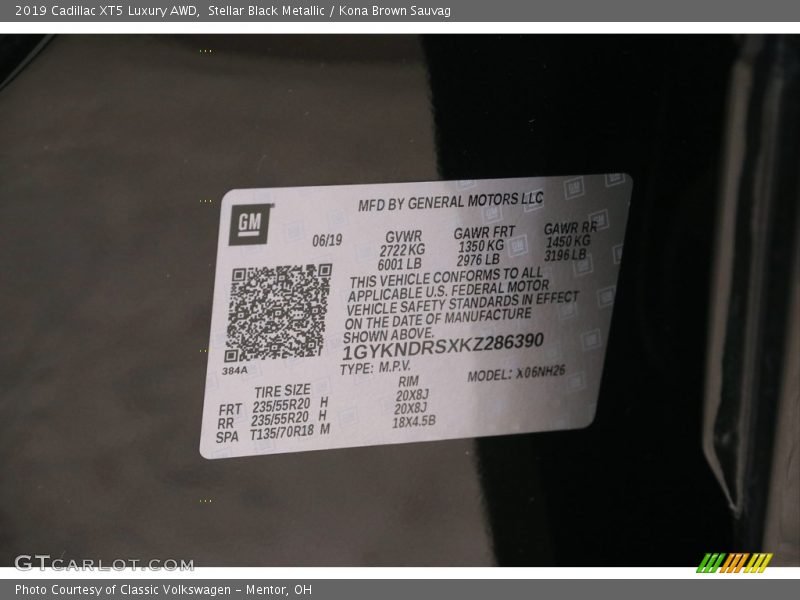 2019 Cadillac XT5 Luxury AWD, Stellar Black Metallic / Kona Brown Sauvag
MFD BY GENERAL MOTORS LLC
GM
06/19
GVWR GAWR FRT GAWR RR
2722 KG 1350 KG 1450 KG
6001 LB 2976 LB 3196 LB
THIS VEHICLE CONFORMS TO ALL
APPLICABLE U.S. FEDERAL MOTOR
VEHICLE SAFETY STANDARDS IN EFFECT
ON THE DATE OF MANUFACTURE
SHOWN ABOVE.
1GYKNDRSXKZ286390
384A
TYPE: M.P.V. MODEL: X06NH26
TIRE SIZE RIM
FRT 235/55R20 H 20X8J
RR 235/55R20 H 20X8J
SPA T135/70R18 M 18X4.5B
GTCARLOT.COM
Photo Courtesy of Classic Volkswagen - Mentor, OH